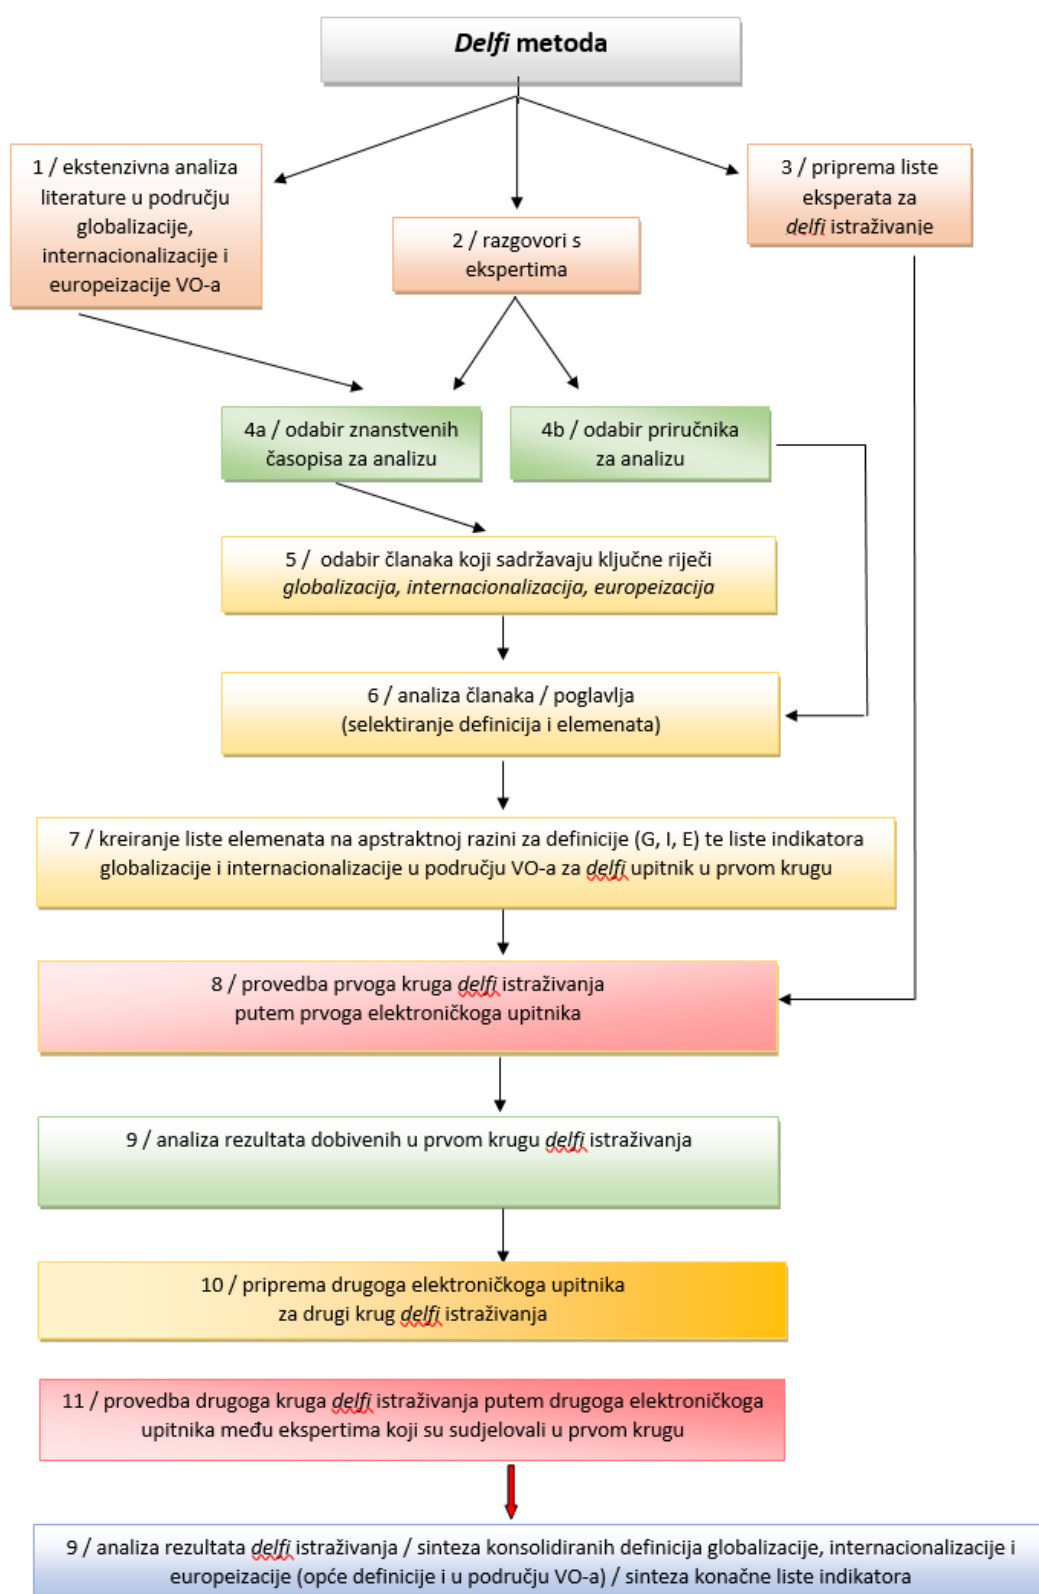 Delfi metoda
1 / ekstenzivna analiza
literature u području
globalizacije,
internacionalizacije i
europeizacije VO-a
2 / razgovori s
ekspertima
3 / priprema liste
eksperata za
delfi istraživanje
4a / odabir znanstvenih
časopisa za analizu
4b / odabir priručnika
za analizu
5 / odabir članaka koji sadržavaju ključne riječi
globalizacija, internacionalizacija, europeizacija
6 / analiza članaka / poglavlja
(selektiranje definicija i elemenata)
7 / kreiranje liste elemenata na apstraktnoj razini za definicije (G, I, E) te liste indikatora
globalizacije i internacionalizacije u području VO-a za delfi upitnik u prvom krugu
8 / provedba prvoga kruga delfi istraživanja
putem prvoga elektroničkoga upitnika
9 / analiza rezultata dobivenih u prvom krugu delfi istraživanja
10 / priprema drugoga elektroničkoga upitnika
za drugi krug delfi istraživanja
11 / provedba drugoga kruga delfi istraživanja putem drugoga elektroničkoga
upitnika među ekspertima koji su sudjelovali u prvom krugu
9 / analiza rezultata delfi istraživanja / sinteza konsolidiranih definicija globalizacije, internacionalizacije i
europeizacije (opće definicije i u području VO-a) / sinteza konačne liste indikatora